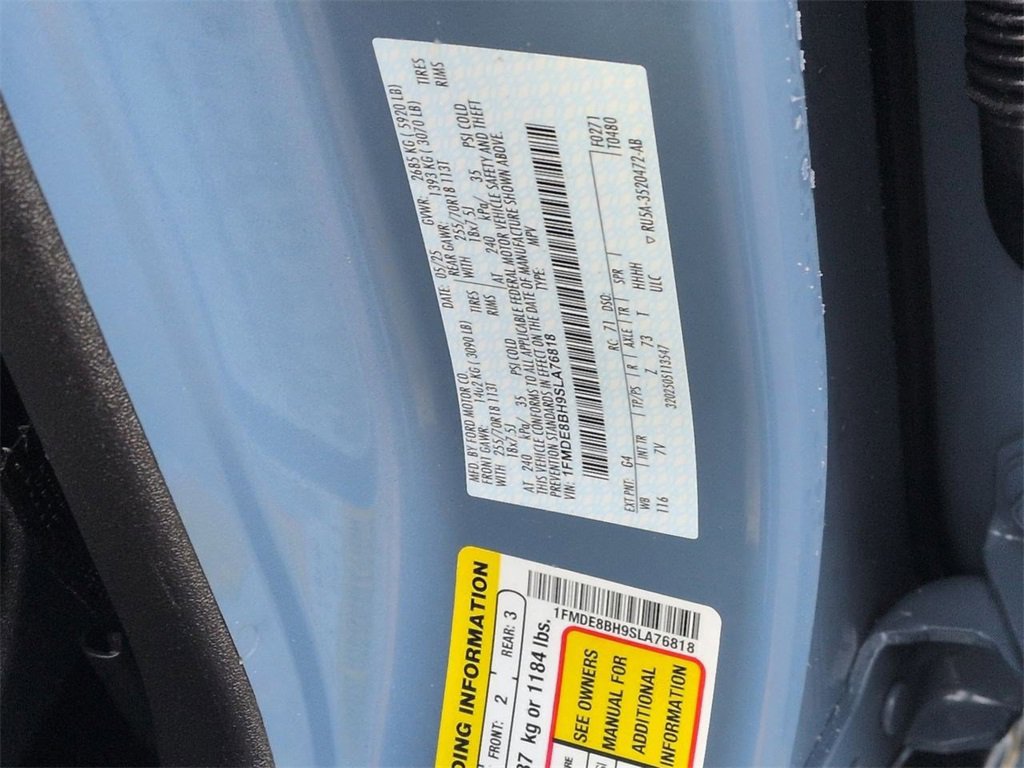 MFD. BY FORD MOTOR CO.
DATE: 05/25
GVWR: 2685 KG ( 5920 LB)
FRONT GAWR: 1402 KG ( 3090 LB)
REAR GAWR: 1393 KG ( 3070 LB)
WITH 255/70R18 113T TIRES
WITH 255/70R18 113T TIRES
18x7.5J RIMS
18x7.5J RIMS
AT 240 kPa/ 35 PSI COLD
AT 240 kPa/ 35 PSI COLD
THIS VEHICLE CONFORMS TO ALL APPLICABLE FEDERAL MOTOR VEHICLE SAFETY AND THEFT
PREVENTION STANDARDS IN EFFECT ON THE DATE OF MANUFACTURE SHOWN ABOVE.
VIN: 1FMDE8BH9SLA76818
TYPE: MPV
F0271
T0480
EXT PNT: G4 RC: 71 DSO:
WB INT TR TP/PS R AXLE TR SPR
116 7V Z 73 T HHHH
3202505113547 ULC
▽ RU5A-3520472-AB
DING INFORMATION
FRONT: 2 REAR: 3
37 kg or 1184 lbs.
1FMDE8BH9SLA76818
SEE OWNERS
MANUAL FOR
ADDITIONAL
INFORMATION